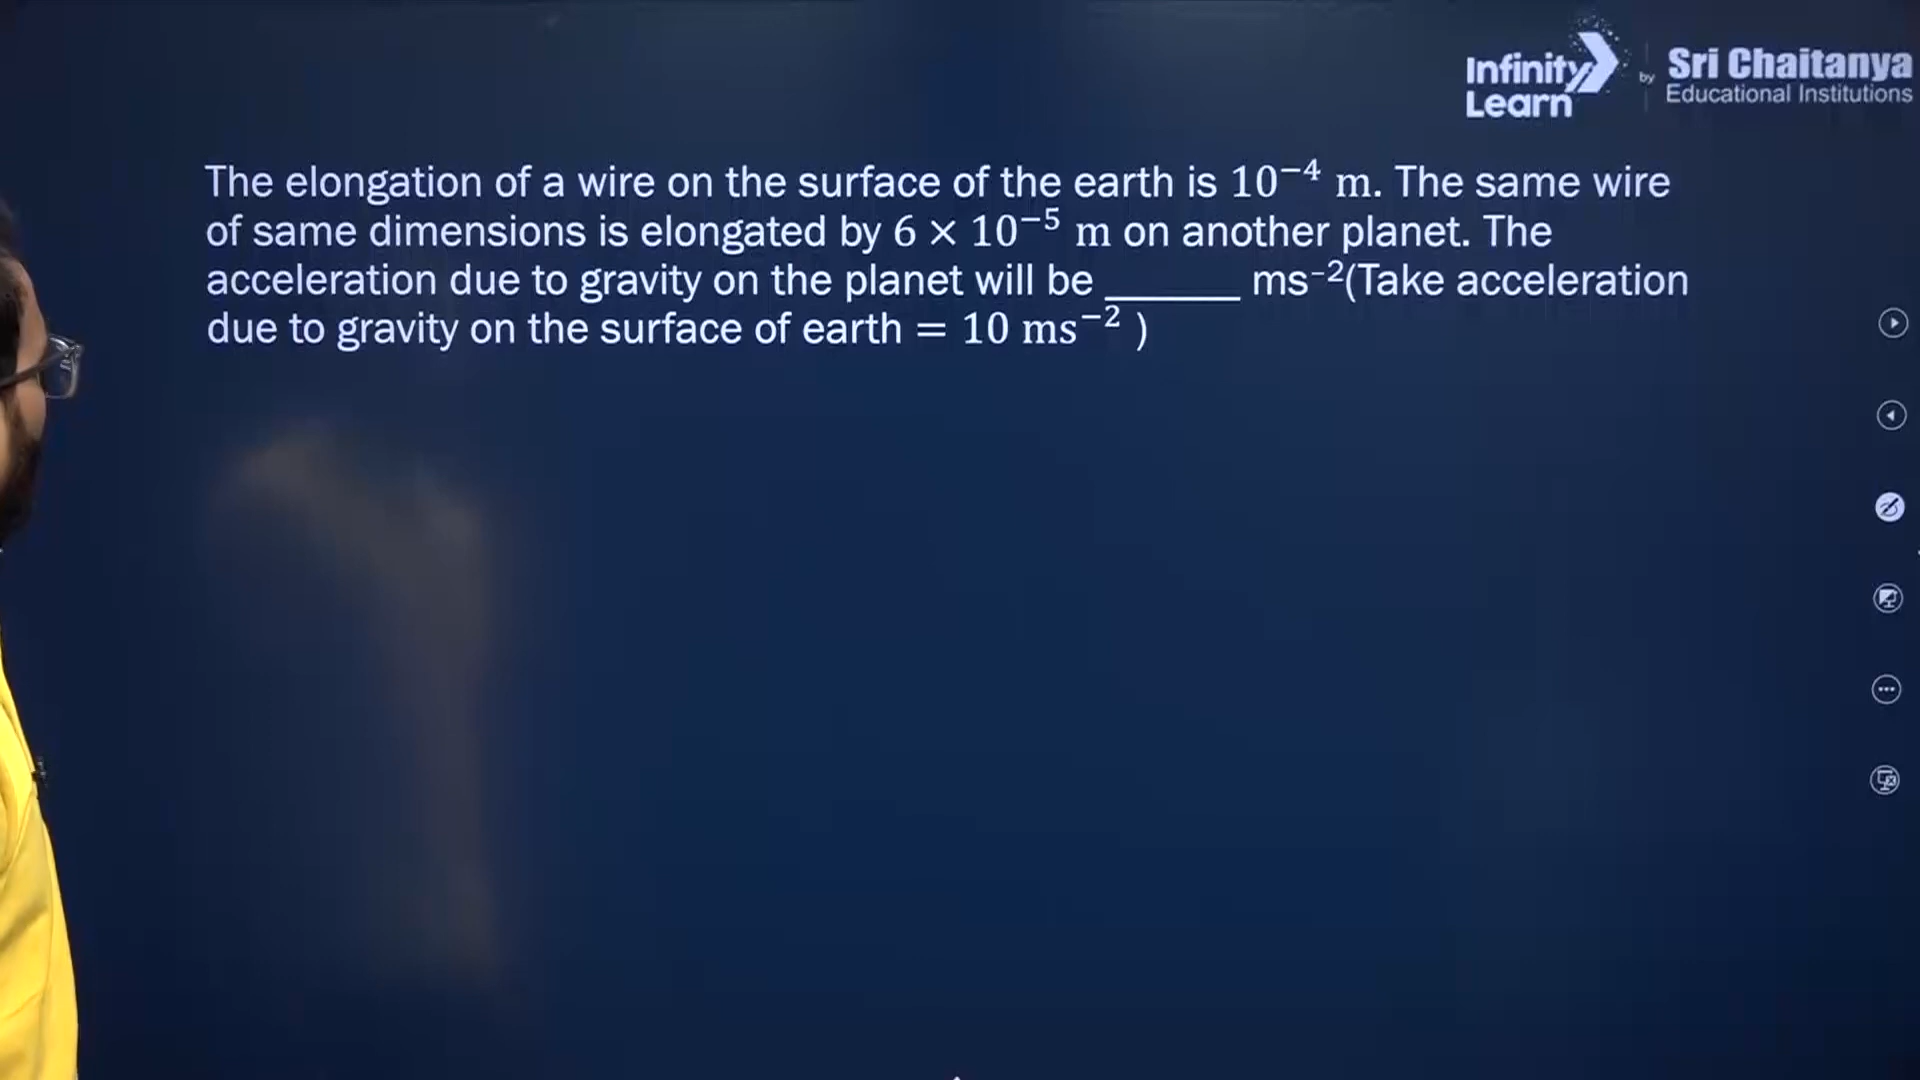 Infinity Learn by Sri Chaitanya Educational Institutions
The elongation of a wire on the surface of the earth is 10⁻⁴ m. The same wire
of same dimensions is elongated by 6 × 10⁻⁵ m on another planet. The
acceleration due to gravity on the planet will be ______ ms⁻²(Take acceleration
due to gravity on the surface of earth = 10 ms⁻² )